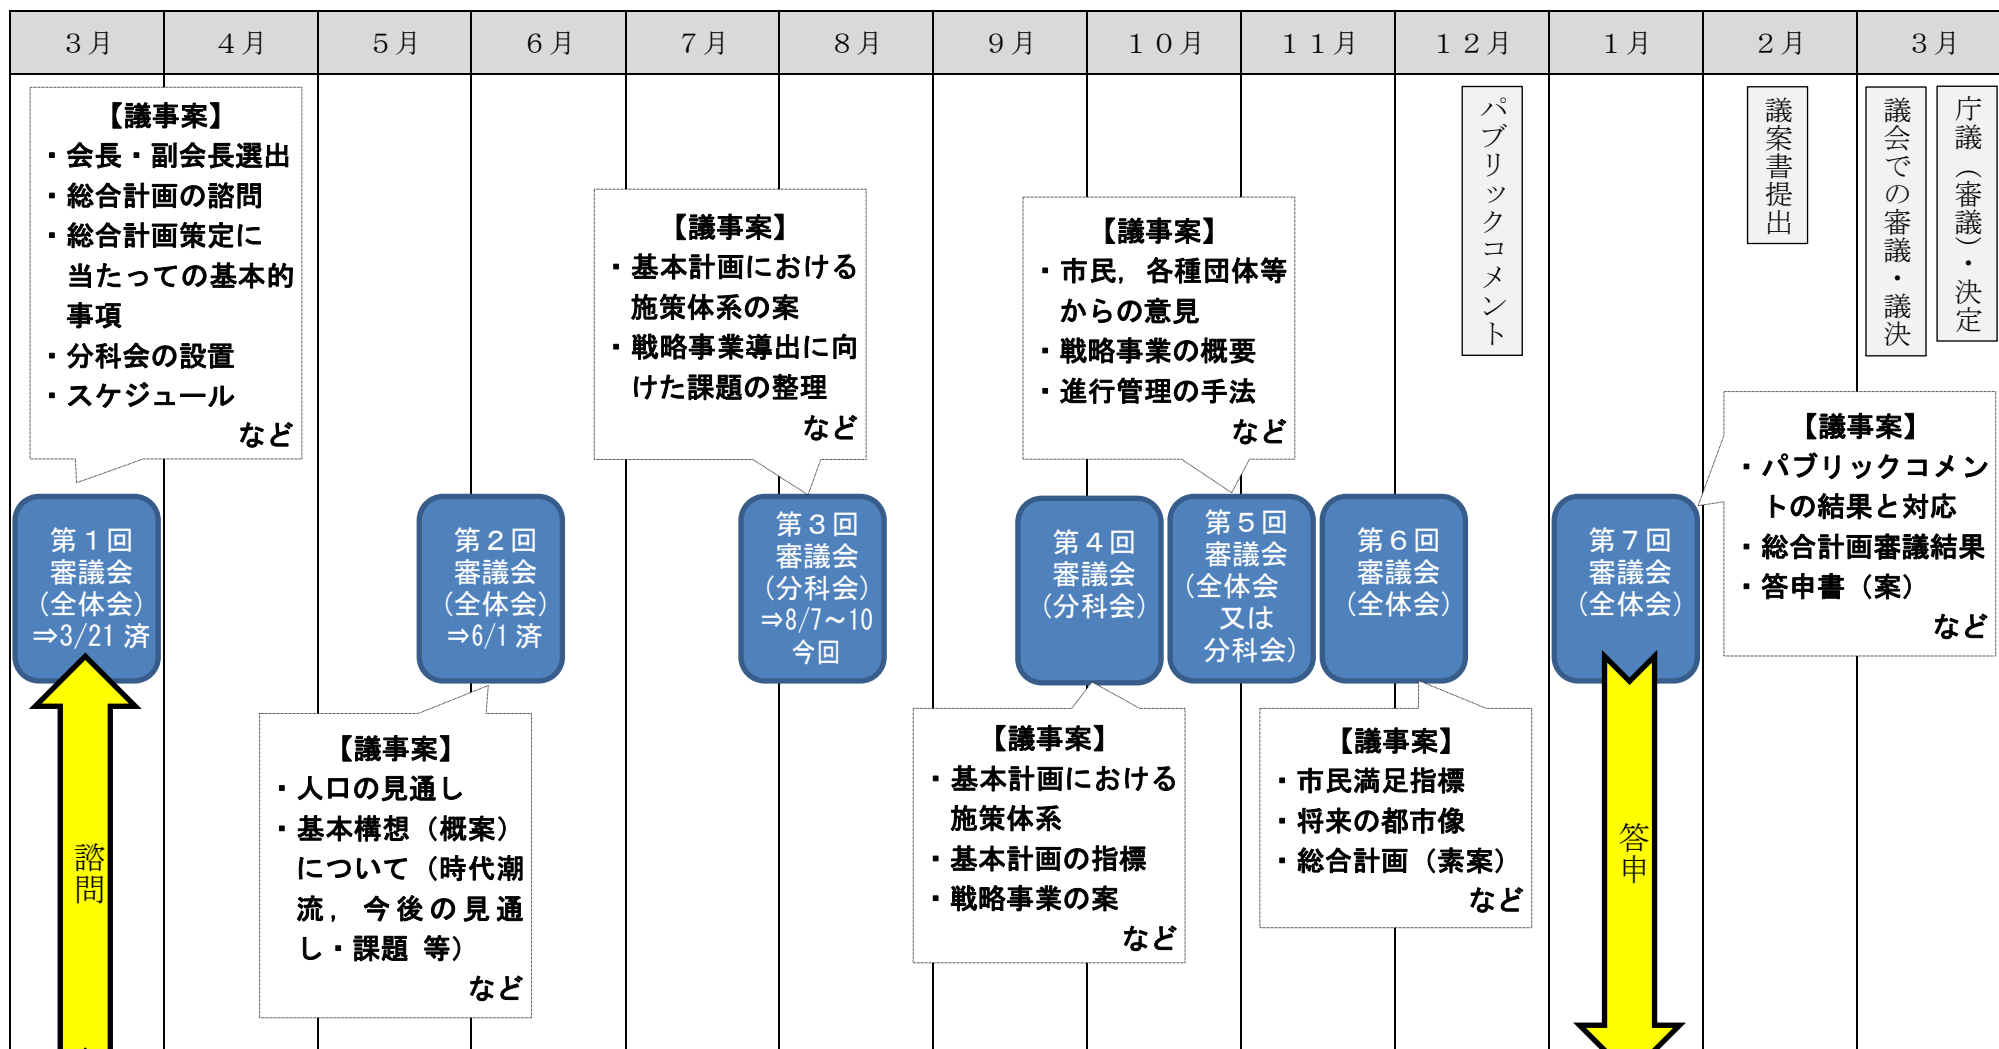 ３月 ４月 ５月 ６月 ７月 ８月 ９月 １０月 １１月 １２月 １月 ２月 ３月
【議事案】
・会長・副会長選出
・総合計画の諮問
・総合計画策定に
当たっての基本的
事項
・分科会の設置
・スケジュール
など
【議事案】
・基本計画における
施策体系の案
・戦略事業導出に向
けた課題の整理
など
【議事案】
・市民，各種団体等
からの意見
・戦略事業の概要
・進行管理の手法
など
パブリックコメント
議案書提出
議会での審議・議決
庁議（審議）・決定
【議事案】
・パブリックコメン
トの結果と対応
・総合計画審議結果
・答申書（案）
など
第１回
審議会
(全体会)
⇒3/21 済
第２回
審議会
(全体会)
⇒6/1 済
第３回
審議会
(分科会)
⇒8/7～10
今回
第４回
審議会
(分科会)
第５回
審議会
(全体会
又は
分科会)
第６回
審議会
(全体会)
第７回
審議会
(全体会)
諮問
【議事案】
・人口の見通し
・基本構想（概案）
について（時代潮
流，今後の見通
し・課題 等）
など
【議事案】
・基本計画における
施策体系
・基本計画の指標
・戦略事業の案
など
【議事案】
・市民満足指標
・将来の都市像
・総合計画（素案）
など
答申